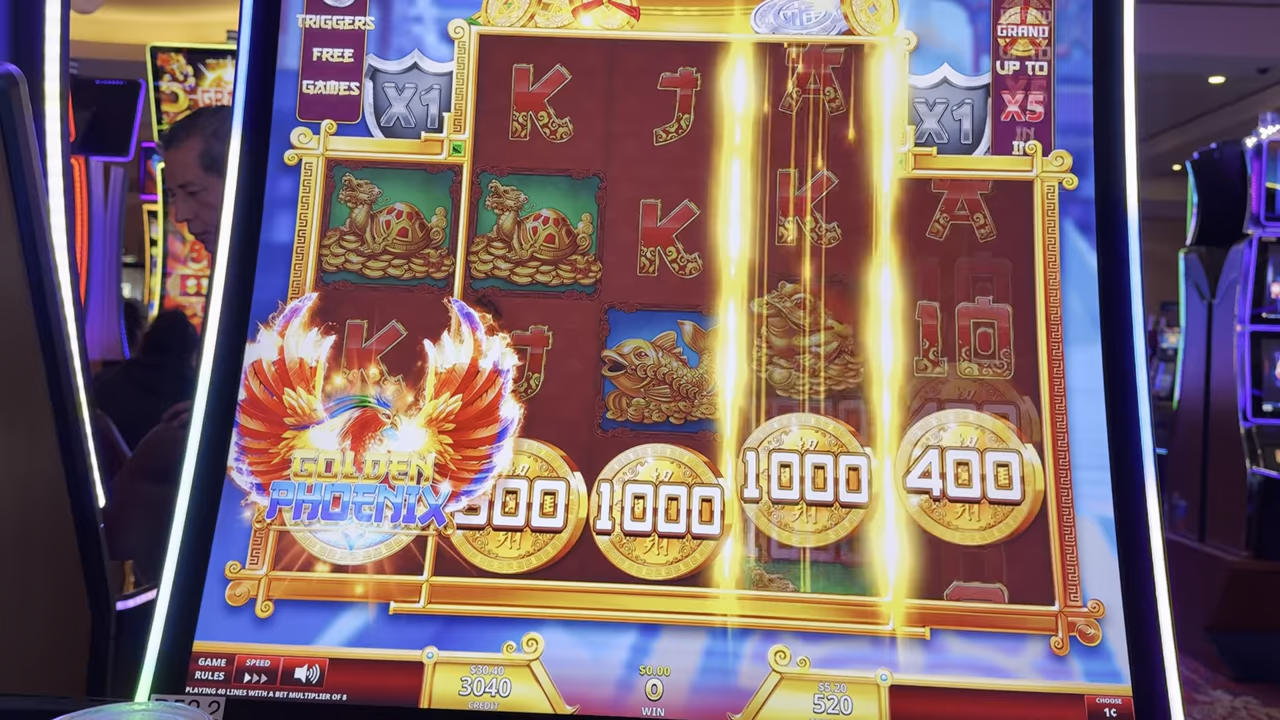 TRIGGERS
FREE
GAMES
X1
GRAND
UP TO
X5
IN
X1
K
J
A
K
K
A
K
J
10
GOLDEN
PHOENIX
1000
1000
400
GAME
RULES
SPEED
PLAYING 40 LINES WITH A BET MULTIPLIER OF 8
$30.40
3040
CREDIT
$0.00
0
WIN
$5.20
520
CHOOSE
1¢